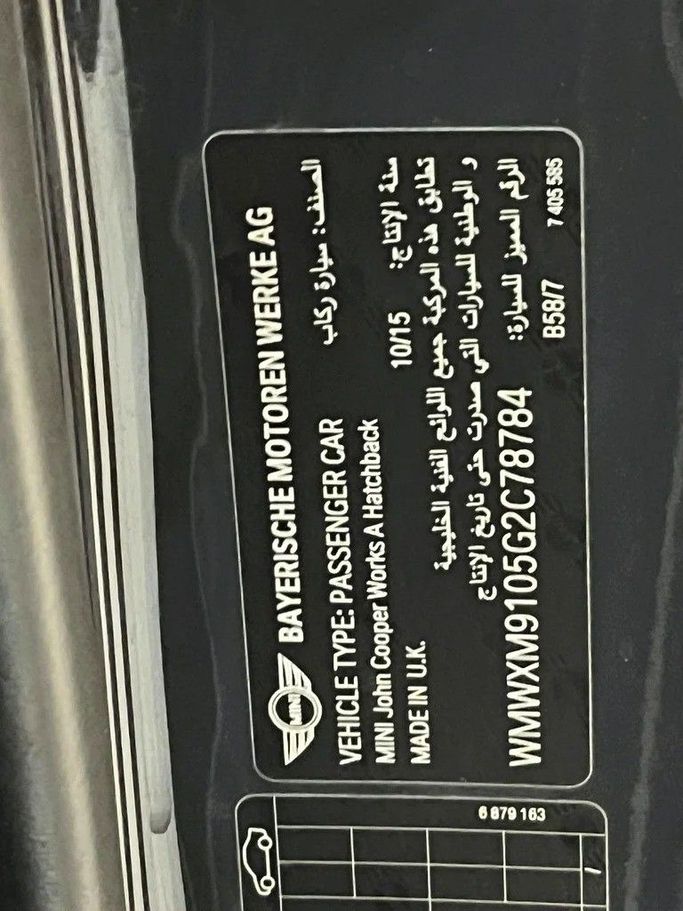 MINI BAYERISCHE MOTOREN WERKE AG
VEHICLE TYPE: PASSENGER CAR الصنف: سيارة ركاب
MINI John Cooper Works A Hatchback
MADE IN U.K. 10/15 سنة الإنتاج:
تطابق هذه المركبة جميع اللوائح الفنية الخليجية
و الوطنية للسيارات التي صدرت حتى تاريخ الإنتاج
WMWXM9105G2C78784 الرقم المميز للسيارة:
B58/7 7 405 585
6 879 163